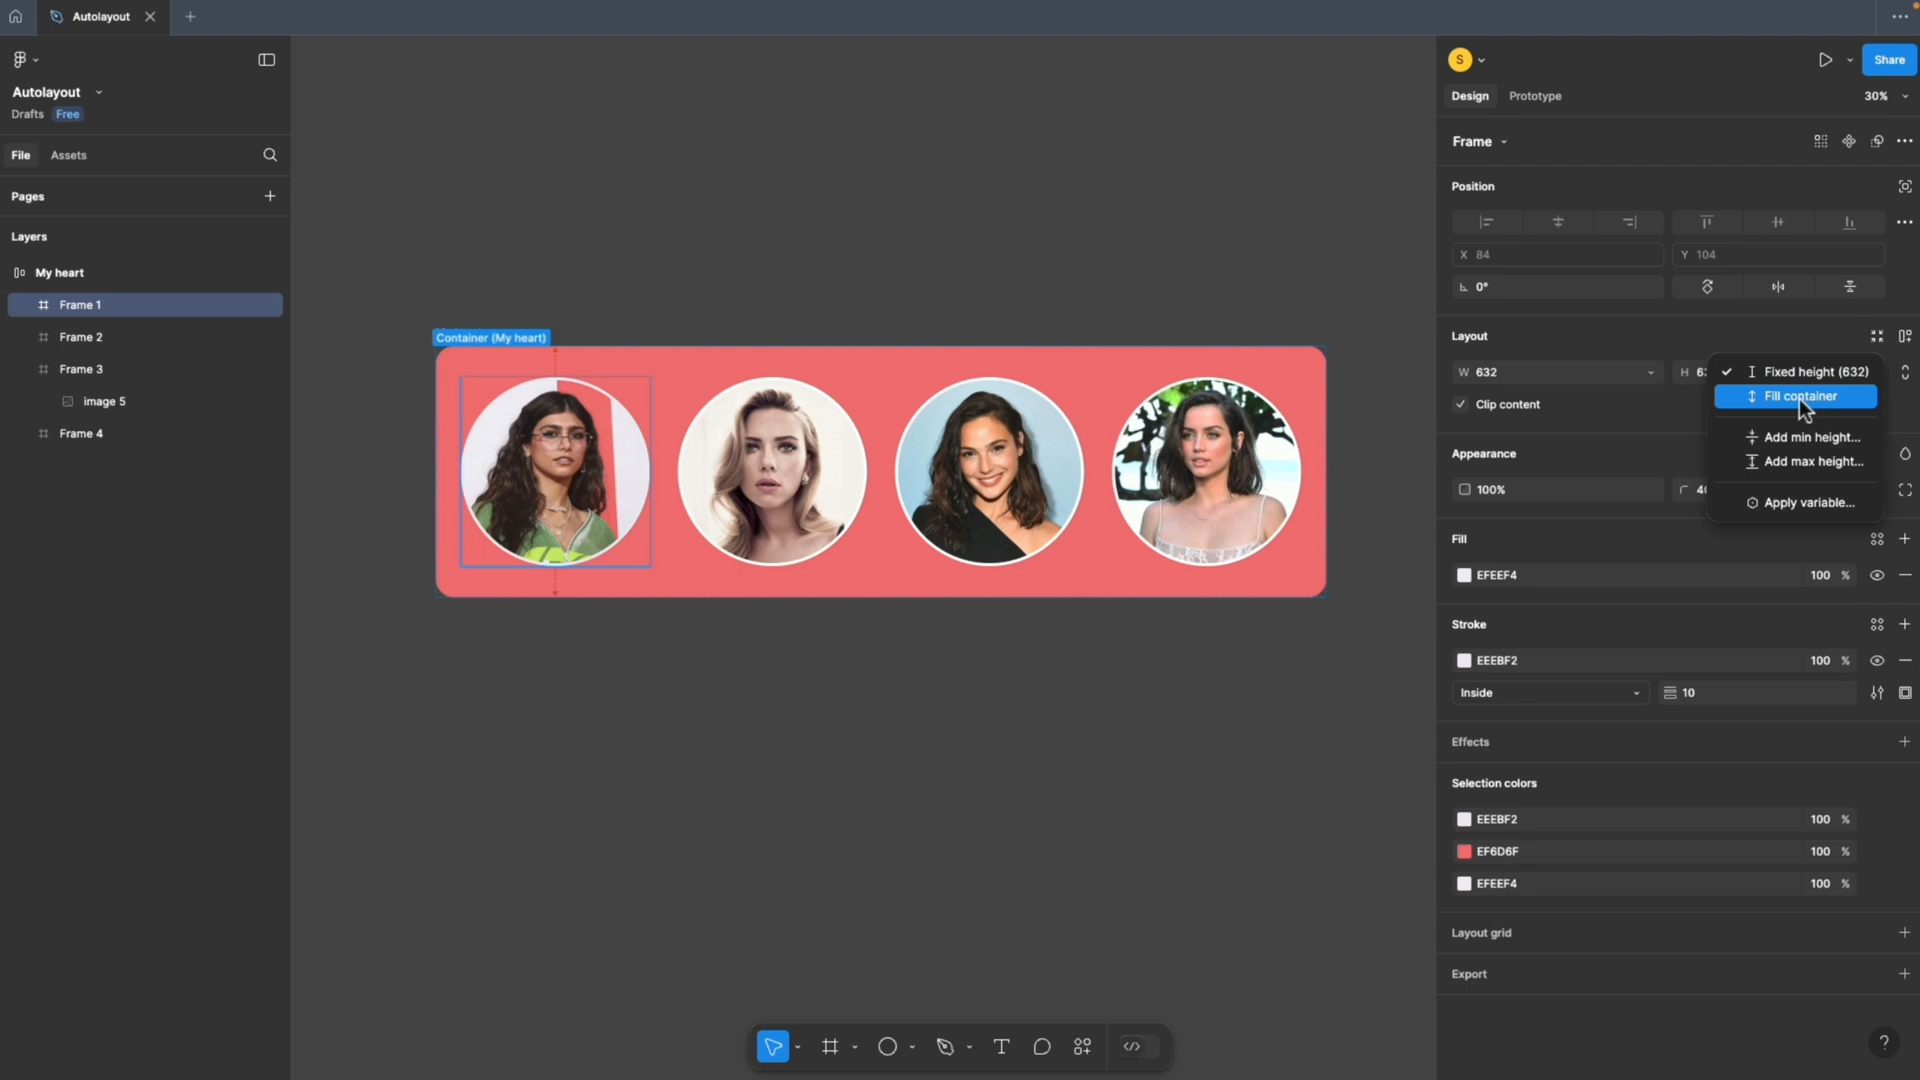 Autolayout
S
Share
Autolayout
Drafts Free
Design Prototype 30%
File Assets
Frame
Pages
Position
Layers
My heart
X 84 Y 104
0°
Frame 1
Frame 2
Frame 3
image 5
Frame 4
Container (My heart)
Layout
W 632 H
Fixed height (632)
Fill container
Clip content
Add min height...
Add max height...
Apply variable...
Appearance
100%
Fill
EFEEF4 100 %
Stroke
EEEBF2 100 %
Inside 10
Effects
Selection colors
EEEBF2 100 %
EF6D6F 100 %
EFEEF4 100 %
Layout grid
Export
T
?